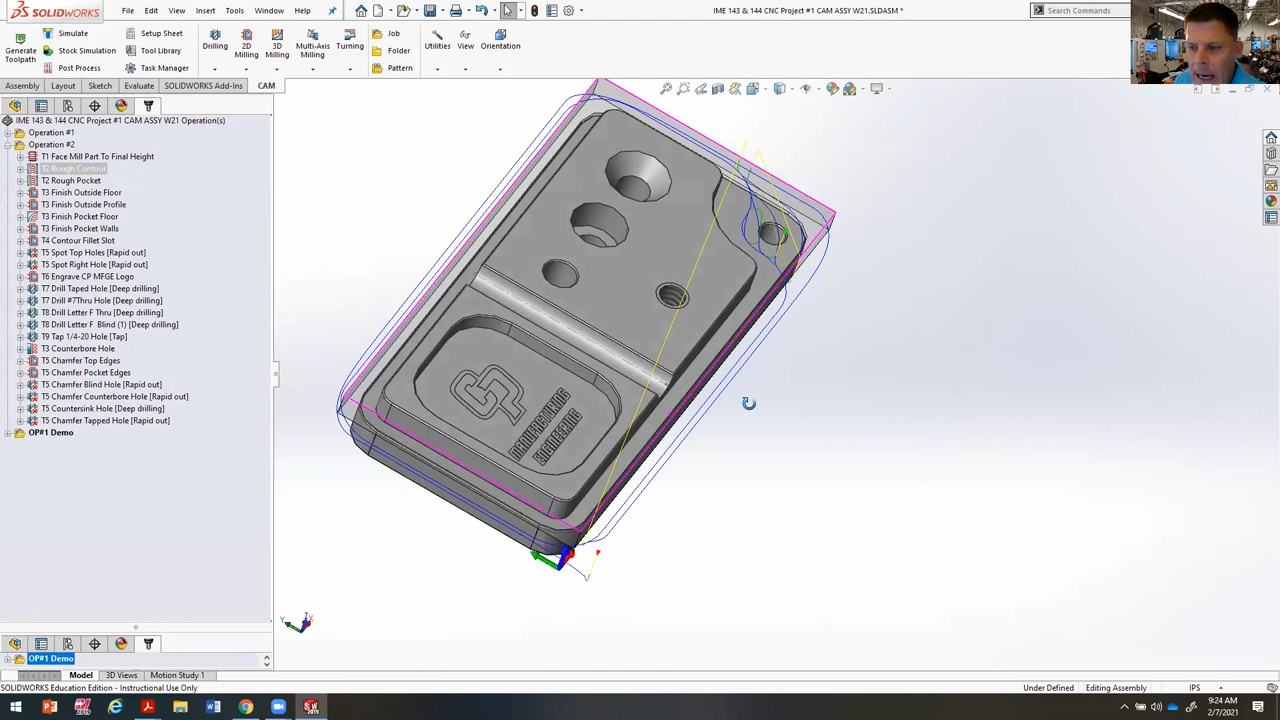 SOLIDWORKS
File Edit View Insert Tools Window
IME 143 & 144 CNC Project #1 CAM ASSY W21.SLDASM *
Search Commands
Generate Toolpath
Simulate
Stock Simulation
Post Process
Setup Sheet
Tool Library
Task Manager
Drilling
2D Milling
3D Milling
Multi-Axis Milling
Turning
Job
Folder
Pattern
Utilities
View
Orientation
Assembly Layout Sketch Evaluate SOLIDWORKS Add-Ins CAM
IME 143 & 144 CNC Project #1 CAM ASSY W21 Operation(s)
Operation #1
Operation #2
T1 Face Mill Part To Final Height
T2 Rough Contour
T2 Rough Pocket
T3 Finish Outside Floor
T3 Finish Outside Profile
T3 Finish Pocket Floor
T3 Finish Pocket Walls
T4 Contour Fillet Slot
T5 Spot Top Holes [Rapid out]
T5 Spot Right Hole [Rapid out]
T6 Engrave CP MFGE Logo
T7 Drill Taped Hole [Deep drilling]
T7 Drill #7Thru Hole [Deep drilling]
T8 Drill Letter F Thru [Deep drilling]
T8 Drill Letter F Blind (1) [Deep drilling]
T9 Tap 1/4-20 Hole [Tap]
T3 Counterbore Hole
T5 Chamfer Top Edges
T5 Chamfer Pocket Edges
T5 Chamfer Blind Hole [Rapid out]
T5 Chamfer Counterbore Hole [Rapid out]
T5 Countersink Hole [Deep drilling]
T5 Chamfer Tapped Hole [Rapid out]
OP#1 Demo
CP
MANUFACTURING
ENGINEERING
Y Z X
OP#1 Demo
Model 3D Views Motion Study 1
SOLIDWORKS Education Edition - Instructional Use Only
Under Defined Editing Assembly IPS
9:24 AM
2/7/2021